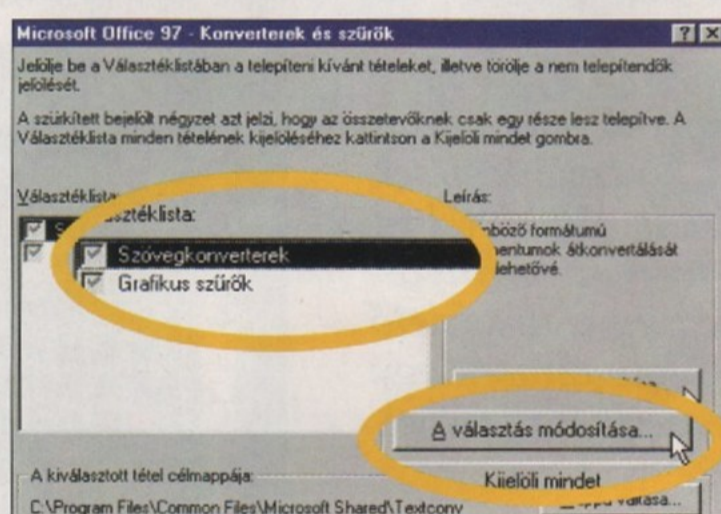 Microsoft Office 97 - Konverterek és szűrők
Jelölje be a Választéklistában a telepíteni kívánt tételeket, illetve törölje a nem telepítendők
jelölését.
A szürkített bejelölt négyzet azt jelzi, hogy az összetevőknek csak egy része lesz telepítve. A
Választéklista minden tételének kijelöléséhez kattintson a Kijelöli mindet gombra.
Választéklista:
Leírás:
Szövegkonverterek
Grafikus szűrők
formátumú
átkonvertálását
A választás módosítása...
Kijelöli mindet
A kiválasztott tétel célmappája:
C:\Program Files\Common Files\Microsoft Shared\Textconv